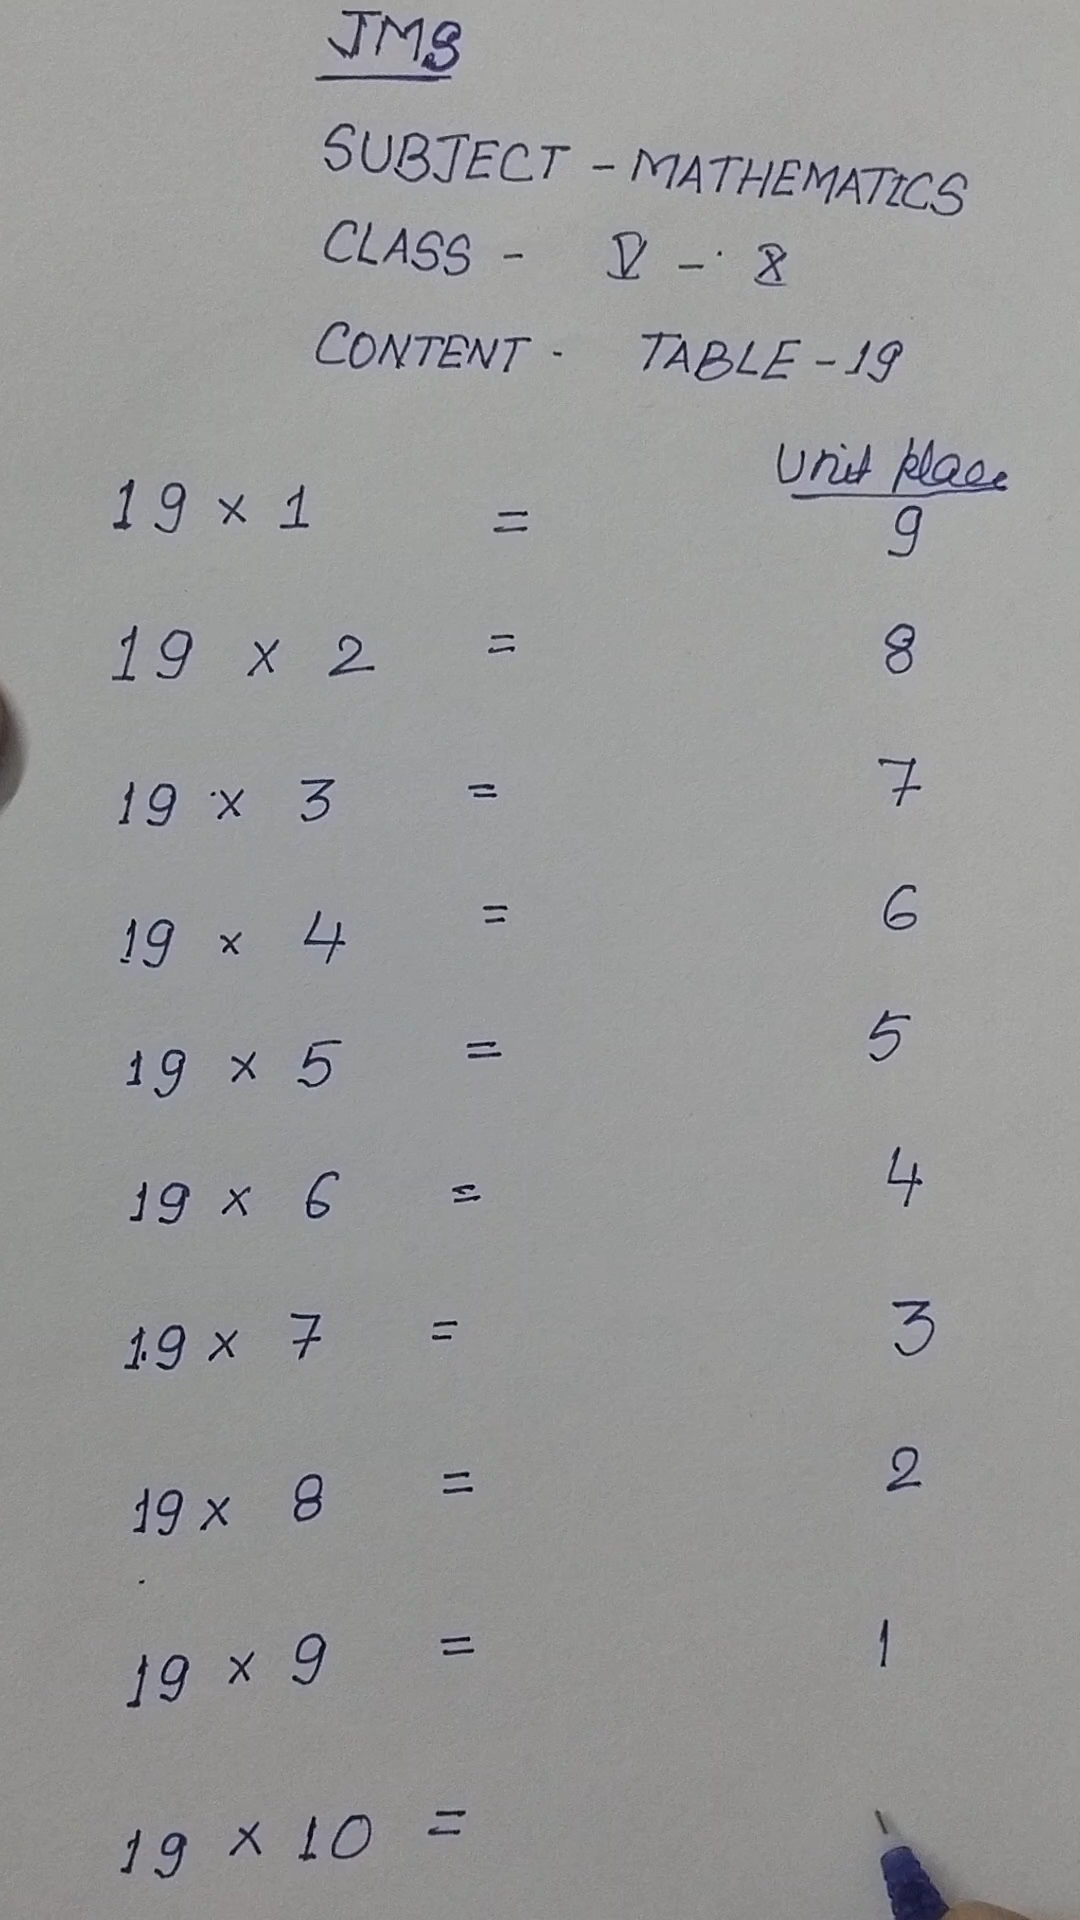 JMS
SUBJECT - MATHEMATICS
CLASS - V - X
CONTENT - TABLE - 19
Unit place
19 × 1 = 9
19 × 2 = 8
19 × 3 = 7
19 × 4 = 6
19 × 5 = 5
19 × 6 = 4
19 × 7 = 3
19 × 8 = 2
19 × 9 = 1
19 × 10 =